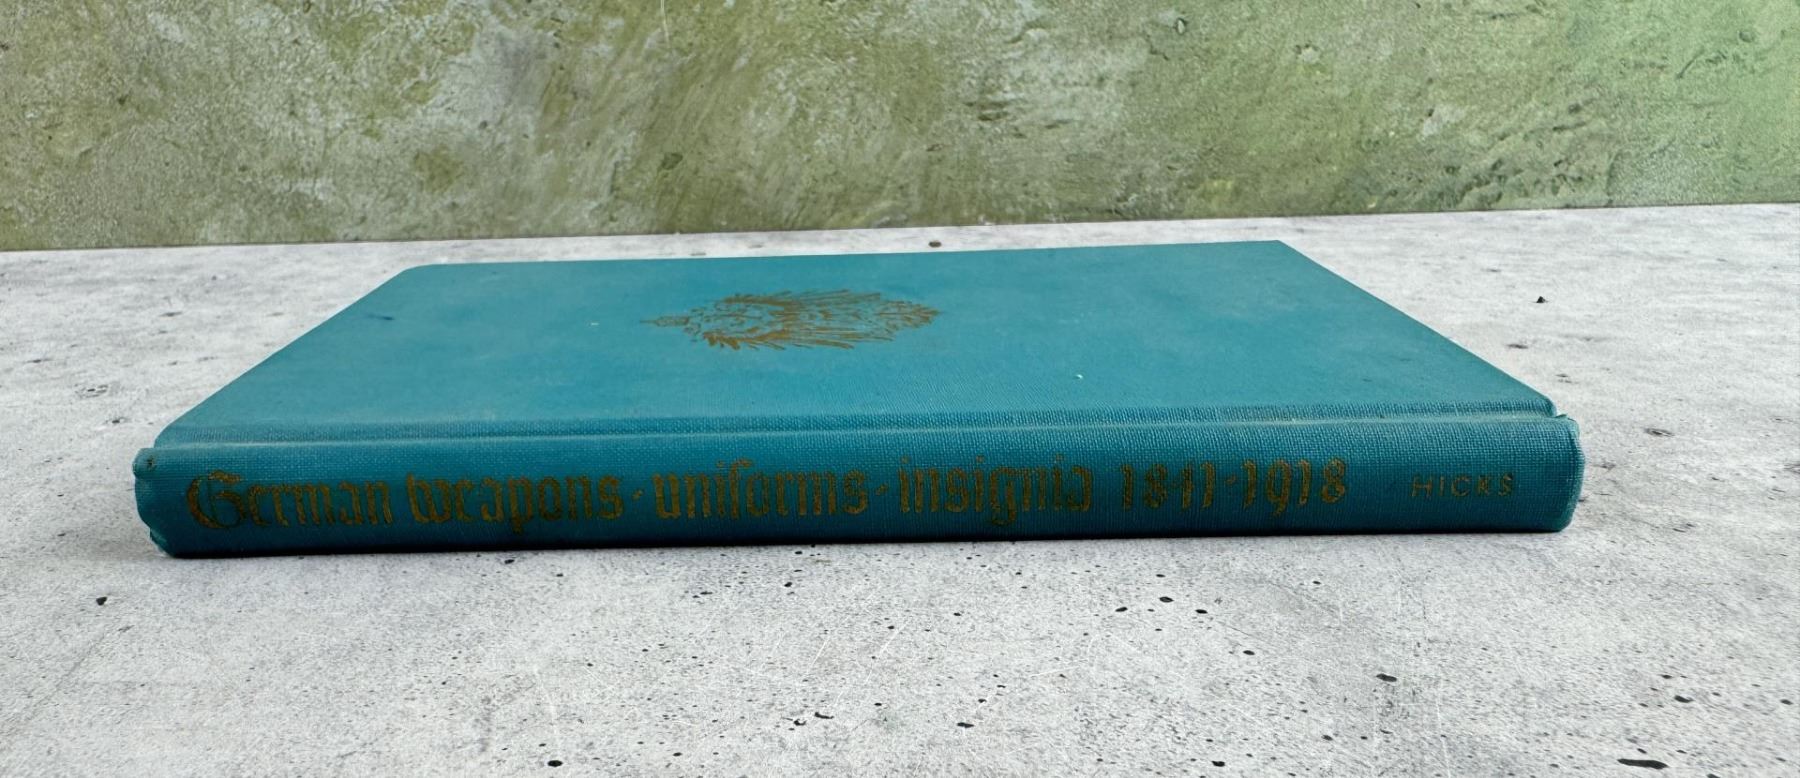 German weapons - uniforms - insignia 1841-1918 HICKS